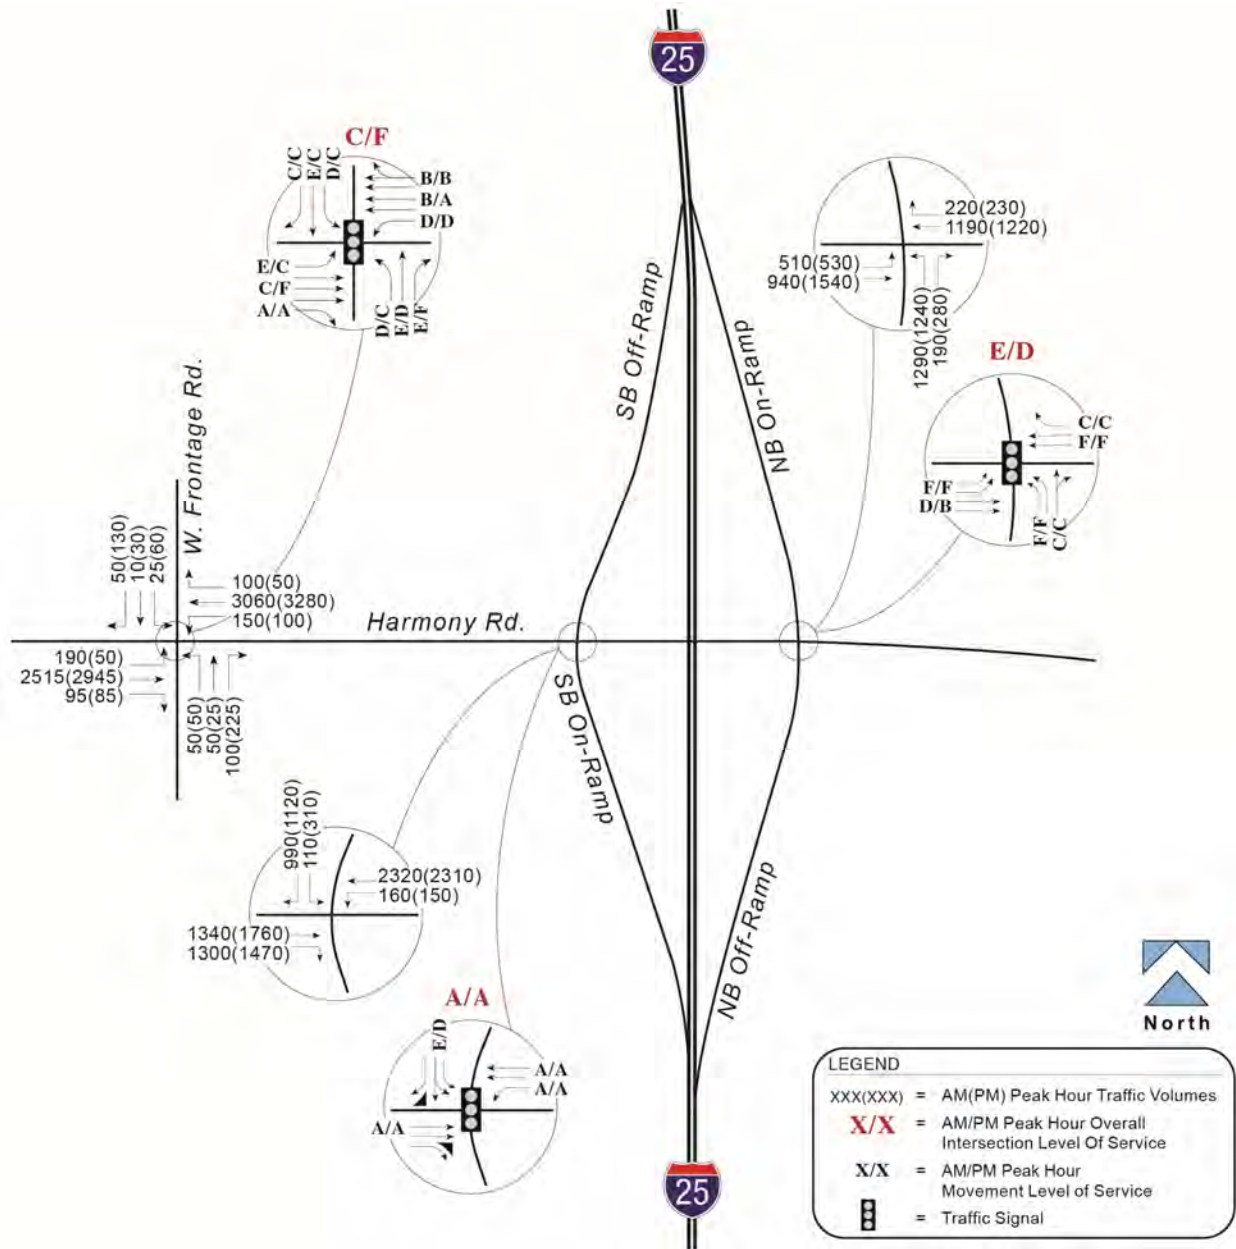 25
C/F
C/C
E/C
D/C
B/B
B/A
D/D
E/C
C/F
A/A
D/C
E/D
E/F
220(230)
1190(1220)
510(530)
940(1540)
1290(1240)
190(280)
E/D
C/C
F/F
F/F
D/B
F/F
C/C
SB Off-Ramp
NB On-Ramp
W. Frontage Rd.
50(130)
10(30)
25(60)
100(50)
3060(3280)
150(100)
Harmony Rd.
190(50)
2515(2945)
95(85)
50(50)
50(25)
100(225)
SB On-Ramp
NB Off-Ramp
990(1120)
110(310)
2320(2310)
160(150)
1340(1760)
1300(1470)
A/A
E/D
A/A
A/A
A/A
North
25
LEGEND
XXX(XXX) = AM(PM) Peak Hour Traffic Volumes
X/X = AM/PM Peak Hour Overall
Intersection Level Of Service
X/X = AM/PM Peak Hour
Movement Level of Service
= Traffic Signal